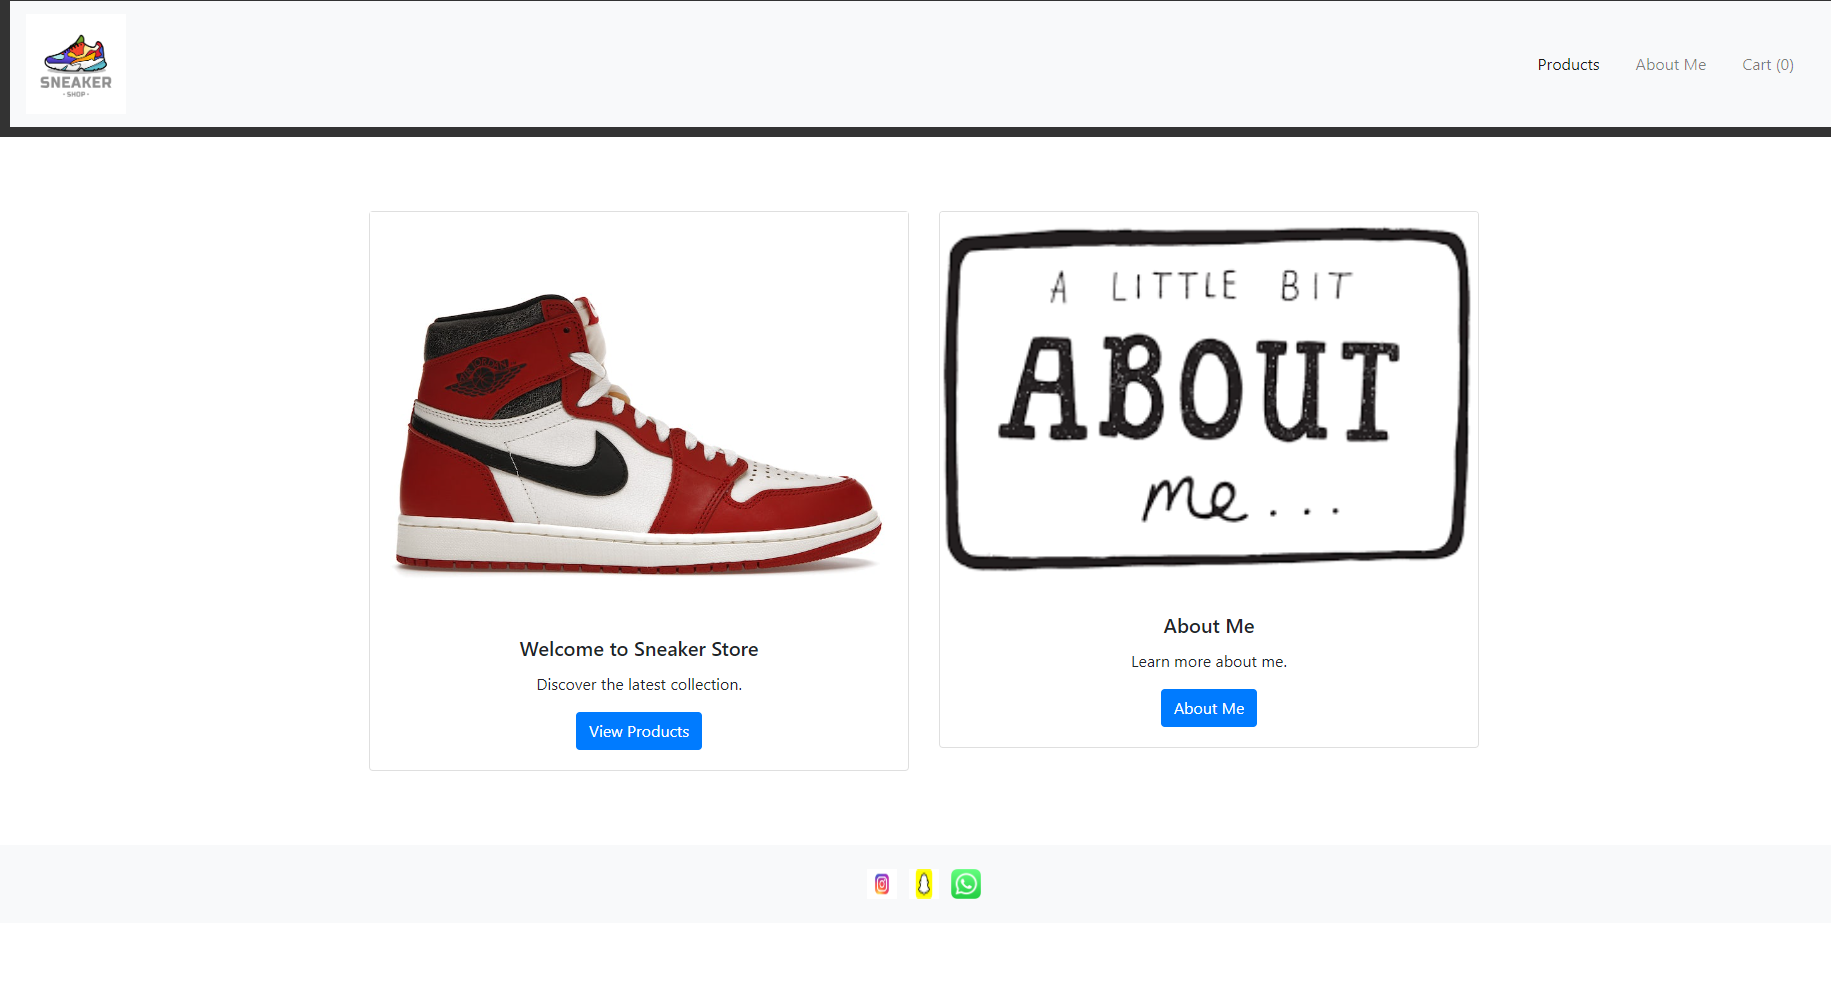 SNEAKER
· SHOP ·
Products
About Me
Cart (0)
A LITTLE BIT
ABOUT
me...
Welcome to Sneaker Store
Discover the latest collection.
View Products
About Me
Learn more about me.
About Me